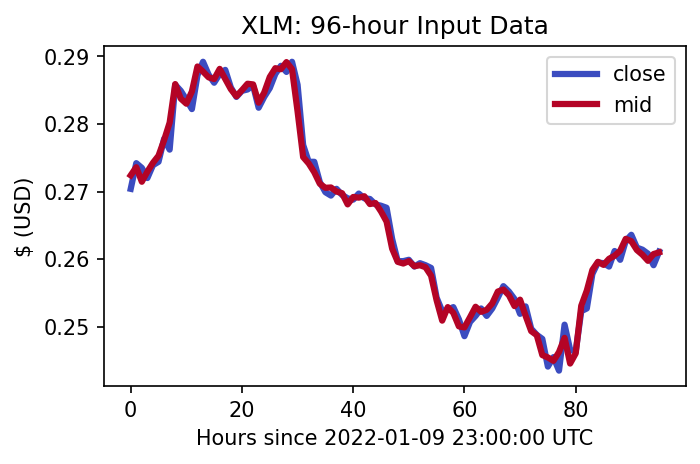 XLM: 96-hour Input Data
close
mid
$ (USD)
0.29
0.28
0.27
0.26
0.25
0 20 40 60 80
Hours since 2022-01-09 23:00:00 UTC